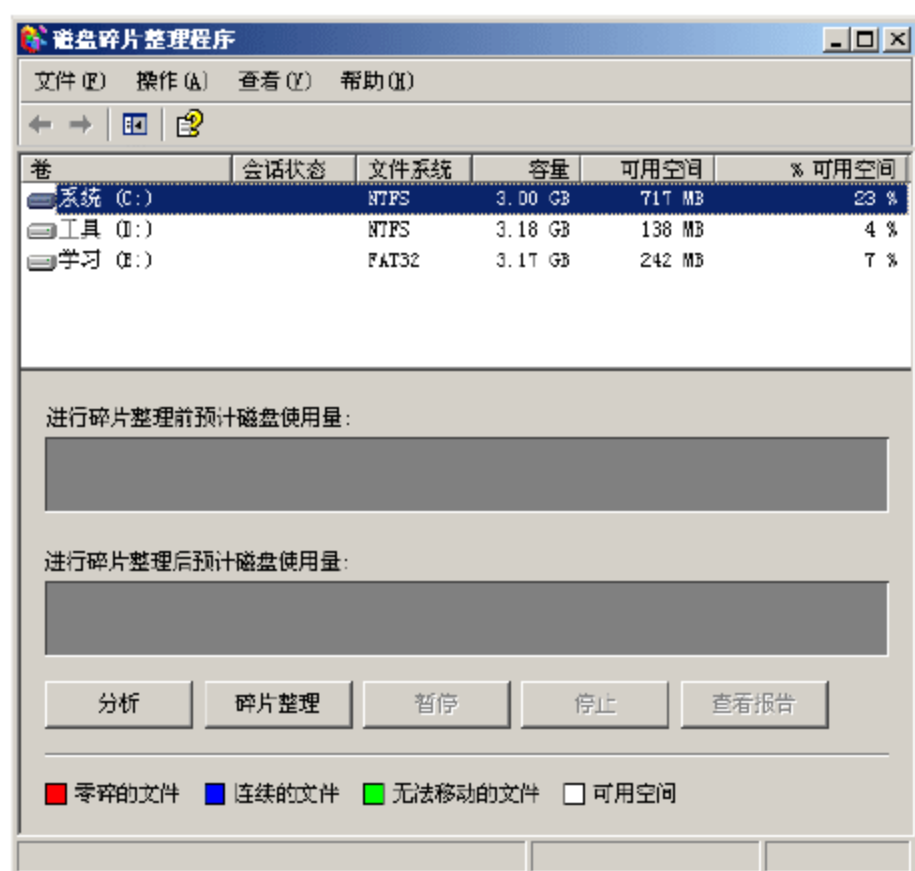 磁盘碎片整理程序
文件(F) 操作(A) 查看(V) 帮助(H)
卷 会话状态 文件系统 容量 可用空间 % 可用空间
系统 (C:) NTFS 3.00 GB 717 MB 23 %
工具 (D:) NTFS 3.18 GB 138 MB 4 %
学习 (E:) FAT32 3.17 GB 242 MB 7 %
进行碎片整理前预计磁盘使用量:
进行碎片整理后预计磁盘使用量:
分析 碎片整理 暂停 停止 查看报告
零碎的文件 连续的文件 无法移动的文件 可用空间